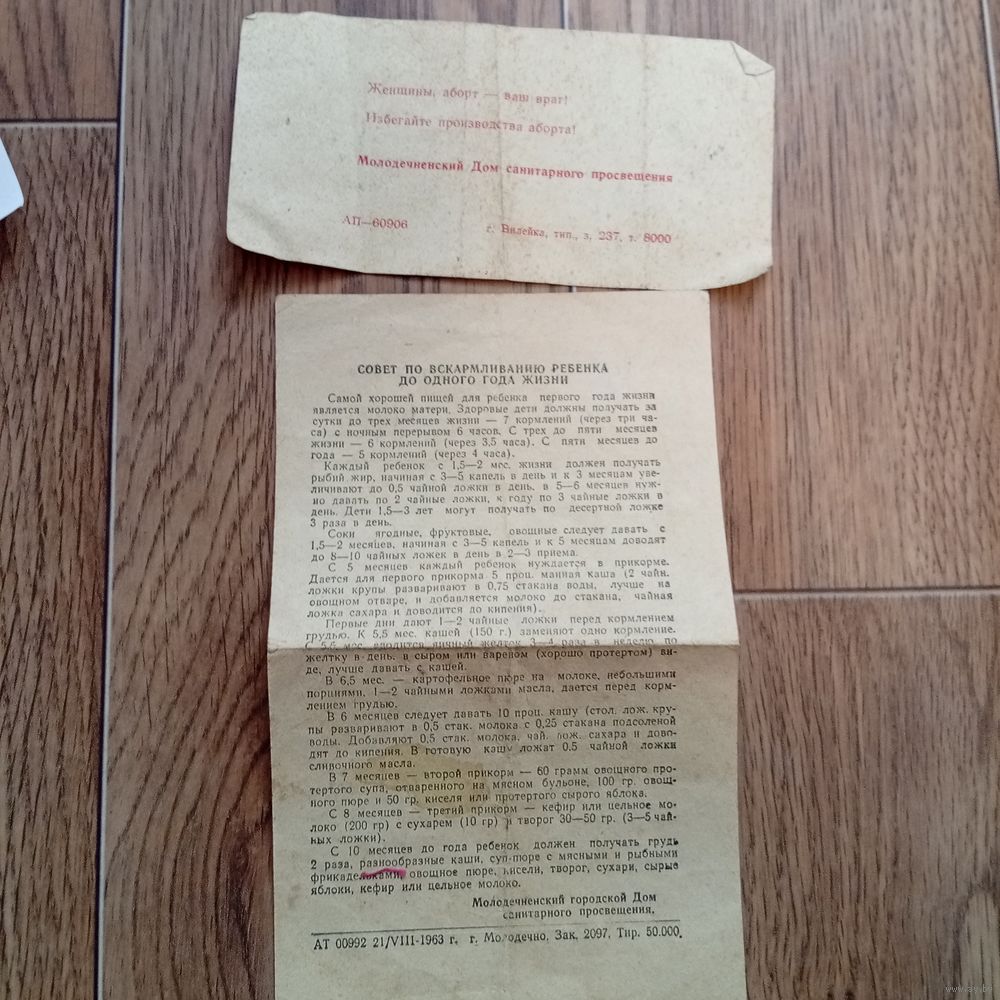 Женщины, аборт — ваш враг!
Избегайте производства аборта!
Молодечненский Дом санитарного просвещения
АП—60906 г. Вилейка, тип., з. 237, т. 8000
СОВЕТ ПО ВСКАРМЛИВАНИЮ РЕБЕНКА
ДО ОДНОГО ГОДА ЖИЗНИ
Самой хорошей пищей для ребенка первого года жизни
является молоко матери. Здоровые дети должны получать за
сутки до трех месяцев жизни — 7 кормлений (через три ча-
са) с ночным перерывом 6 часов. С трех до пяти месяцев
жизни — 6 кормлений (через 3,5 часа). С пяти месяцев до
года — 5 кормлений (через 4 часа).
Каждый ребенок с 1,5—2 мес. жизни должен получать
рыбий жир, начиная с 3—5 капель в день и к 3 месяцам уве-
личивают до 0,5 чайной ложки в день, в 5—6 месяцев нуж-
но давать по 2 чайные ложки, к году по 3 чайные ложки в
день. Дети 1,5—3 лет могут получать по десертной ложке
3 раза в день.
Соки ягодные, фруктовые, овощные следует давать с
1,5—2 месяцев, начиная с 3—5 капель и к 5 месяцам доводят
до 8—10 чайных ложек в день в 2—3 приема.
С 5 месяцев каждый ребенок нуждается в прикорме.
Дается для первого прикорма 5 проц. манная каша (2 чайн.
ложки крупы разваривают в 0,75 стакана воды, лучше на
овощном отваре, и добавляется молоко до стакана, чайная
ложка сахара и доводится до кипения).
Первые дни дают 1—2 чайные ложки перед кормлением
грудью. К 5,5 мес. кашей (150 г.) заменяют одно кормление.
С 5,5 мес. вводится яичный желток 3—4 раза в неделю по
желтку в день, в сыром или вареном (хорошо протертом) ви-
де, лучше давать с кашей.
В 6,5 мес. — картофельное пюре на молоке, небольшими
порциями, 1—2 чайными ложками масла, дается перед корм-
лением грудью.
В 6 месяцев следует давать 10 проц. кашу (стол. лож. кру-
пы разваривают в 0,5 стак. молока с 0,25 стакана подсоленой
воды. Добавляют 0,5 стак. молока, чай. лож. сахара и дово-
дят до кипения. В готовую кашу ложат 0.5 чайной ложки
сливочного масла.
В 7 месяцев — второй прикорм — 60 грамм овощного про-
тертого супа, отваренного на мясном бульоне, 100 гр. овощ-
ного пюре и 50 гр. киселя или протертого сырого яблока.
С 8 месяцев — третий прикорм — кефир или цельное мо-
локо (200 гр) с сухарем (10 гр) и творог 30—50 гр. (3—5 чай-
ных ложки).
С 10 месяцев до года ребенок должен получать грудь
2 раза, разнообразные каши, суп-пюре с мясными и рыбными
фрикадельками, овощное пюре, кисели, творог, сухари, сырые
яблоки, кефир или цельное молоко.
Молодечненский городской Дом
санитарного просвещения.
АТ 00992 21/VIII-1963 г. г. Молодечно, Зак. 2097. Тир. 50.000.
www.ay.by